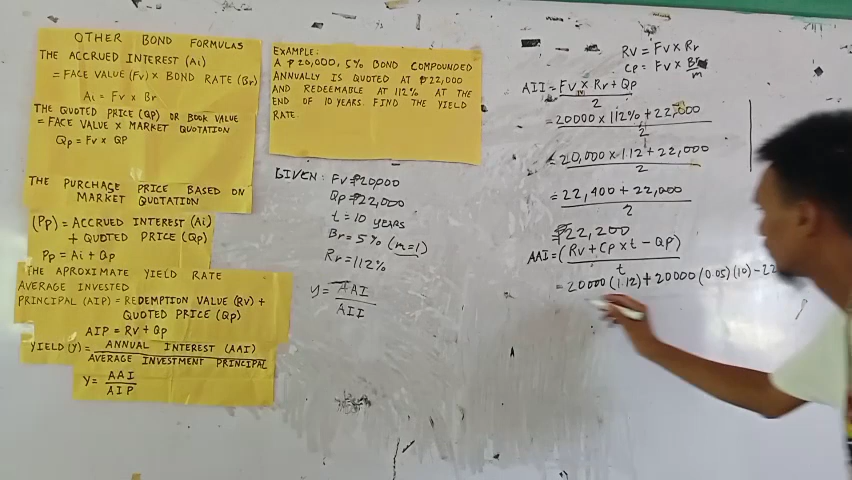 OTHER BOND FORMULAS
THE ACCRUED INTEREST (Ai)
= FACE VALUE (Fv) × BOND RATE (Br)
Ai = Fv × Br
THE QUOTED PRICE (QP) OR BOOK VALUE
= FACE VALUE × MARKET QUOTATION
Qp = Fv × QP
THE PURCHASE PRICE BASED ON
MARKET QUOTATION
(Pp) = ACCRUED INTEREST (Ai)
+ QUOTED PRICE (Qp)
Pp = Ai + Qp
THE APROXIMATE YIELD RATE
AVERAGE INVESTED
PRINCIPAL (AIP) = REDEMPTION VALUE (RV) +
QUOTED PRICE (Qp)
AIP = RV + Qp
YIELD (Y) = ANNUAL INTEREST (AAI)
AVERAGE INVESTMENT PRINCIPAL
Y = AAI
AIP
EXAMPLE:
A ₱20,000, 5% BOND COMPOUNDED
ANNUALLY IS QUOTED AT ₱22,000
AND REDEEMABLE AT 112% AT THE
END OF 10 YEARS. FIND THE YIELD
RATE.
GIVEN: FV=₱20,000
Qp=₱22,000
t = 10 YEARS
Br = 5% (m=1)
Rr = 112%
Y = AAI
AII
RV = FV × Rr
CP = FV × Br
m
AII = FV × Rr + QP
2
= 20000 × 112% + 22,000
2
= 20,000 × 1.12 + 22,000
2
= 22,400 + 22,000
2
= ₱22,200
AAI = (RV + Cp × t - QP)
t
= 20000 (1.12) + 20000 (0.05)(10) - 22